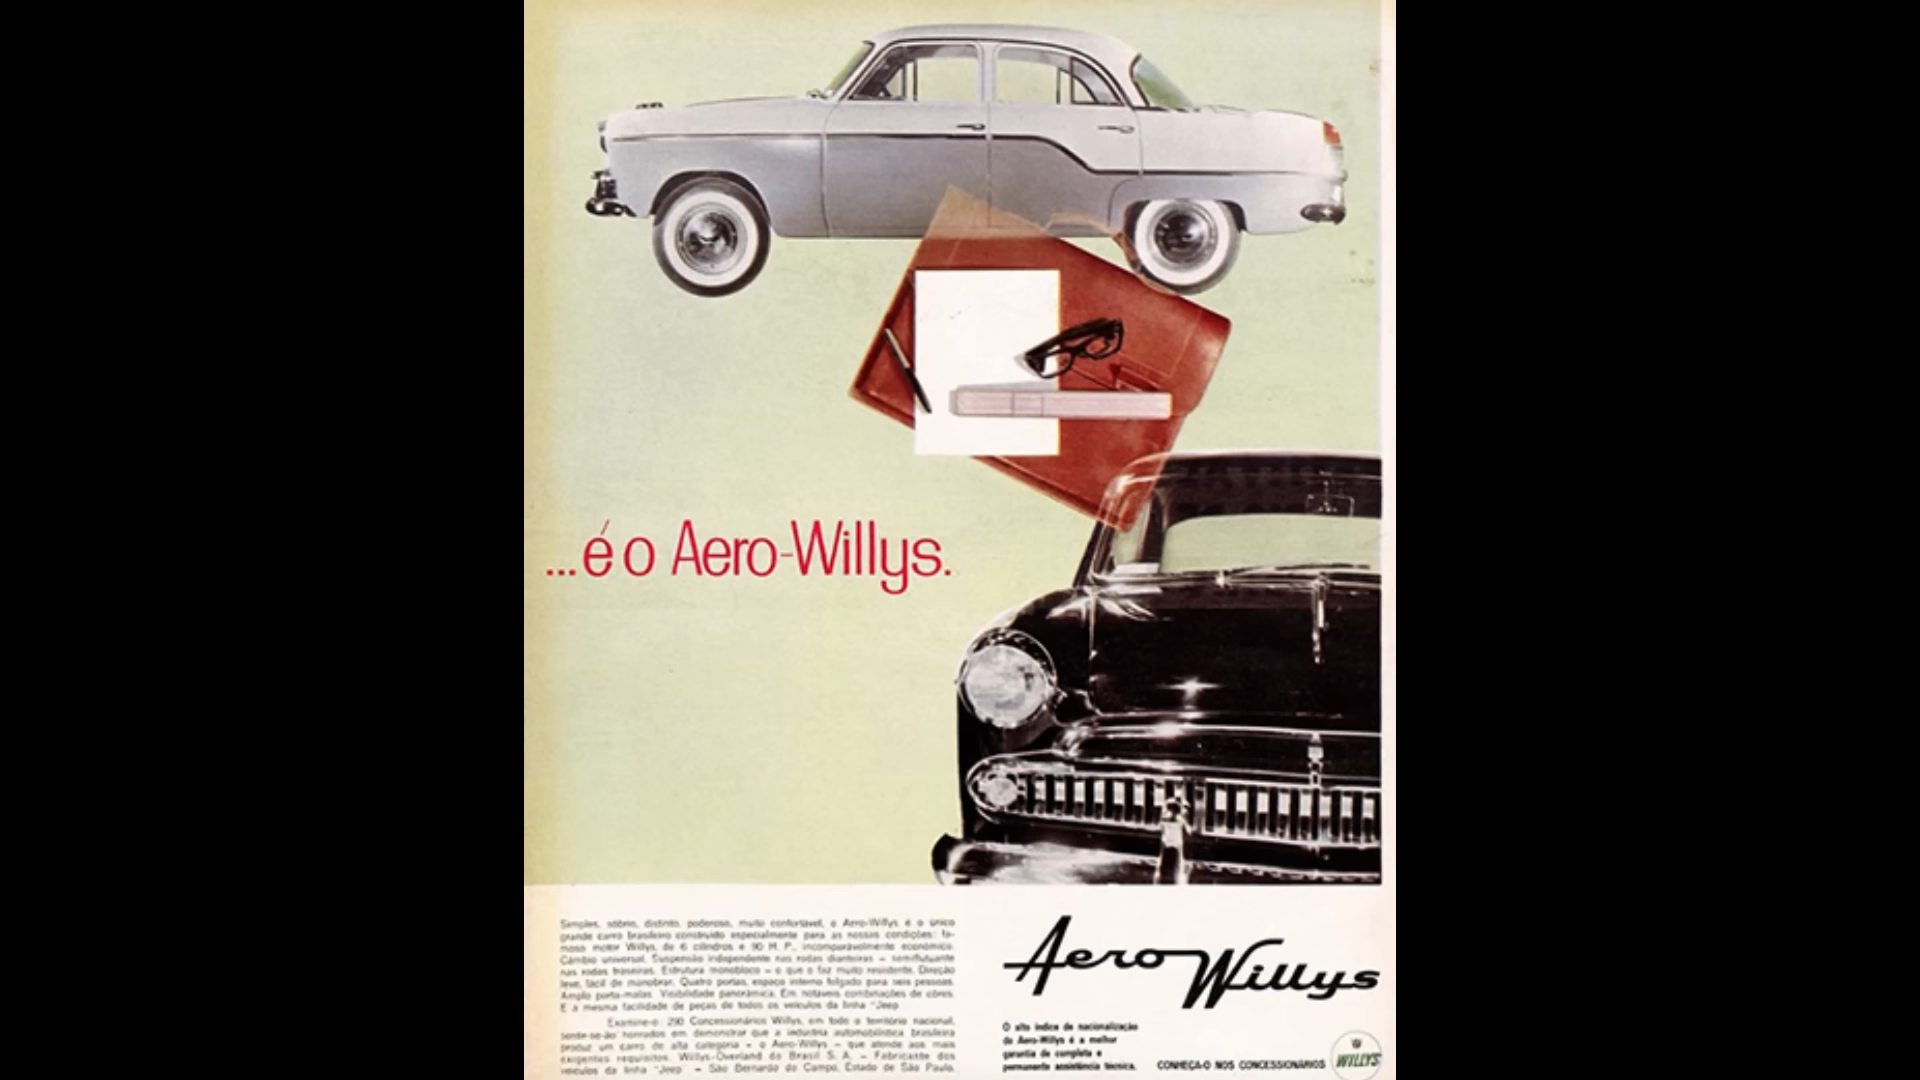 ...é o Aero-Willys.
Simples, sóbrio, distinto, poderoso, muito confortável, o Aero-Willys é o único
grande carro brasileiro construído especialmente para as nossas condições: fa-
moso motor Willys, de 6 cilindros e 90 H. P., incomparàvelmente econômico.
Câmbio universal. Suspensão independente nas rodas dianteiras – semiflutuante
nas rodas traseiras. Estrutura monobloco – o que o faz muito resistente. Direção
leve, fácil de manobrar. Quatro portas, espaço interno folgado para seis pessoas.
Amplo porta-malas. Visibilidade panorâmica. Em notáveis combinações de côres.
E a mesma facilidade de peças de todos os veículos da linha "Jeep
Examine-o: 290 Concessionários Willys, em todo o território nacional,
sentir-se-ão honrados em demonstrar que a indústria automobilística brasileira
produz um carro de alta categoria – o Aero-Willys – que atende aos mais
exigentes requisitos. Willys-Overland do Brasil S. A. – Fabricante dos
veículos da linha "Jeep – São Bernardo do Campo, Estado de São Paulo.
Aero Willys
O alto índice de nacionalização
do Aero-Willys é a melhor
garantia de completa e
permanente assistência técnica.
CONHEÇA-O NOS CONCESSIONÁRIOS
WILLYS